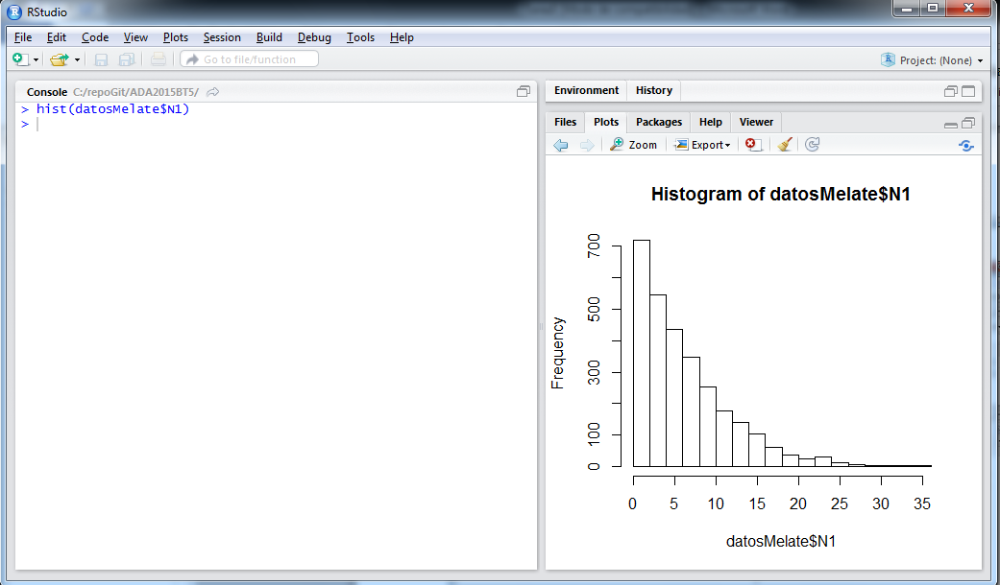 RStudio
File Edit Code View Plots Session Build Debug Tools Help
Go to file/function
Project: (None)
Console C:/repoGit/ADA2015BT5/
> hist(datosMelate$N1)
>
Environment History
Files Plots Packages Help Viewer
Zoom Export
Histogram of datosMelate$N1
Frequency
0 100 300 500 700
0 5 10 15 20 25 30 35
datosMelate$N1